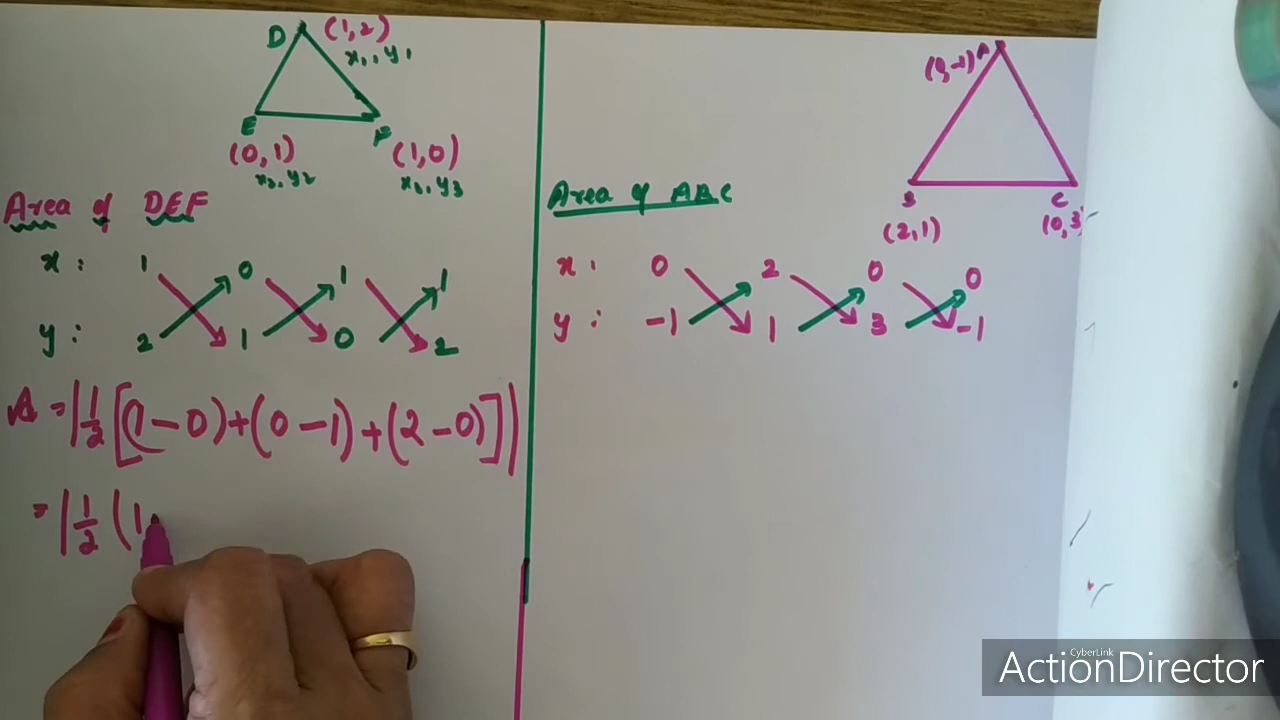 D (1,2)
x₁, y₁
E F
(0,1) (1,0)
x₂, y₂ x₃, y₃
Area of DEF
x : 1 0 1 1
y : 2 1 0 2
A = |1/2 [(1-0)+(0-1)+(2-0)]|
= |1/2 (1
A
B C
(2,1) (0,3)
Area of ABC
x : 0 2 0 0
y : -1 1 3 -1
CyberLink
ActionDirector